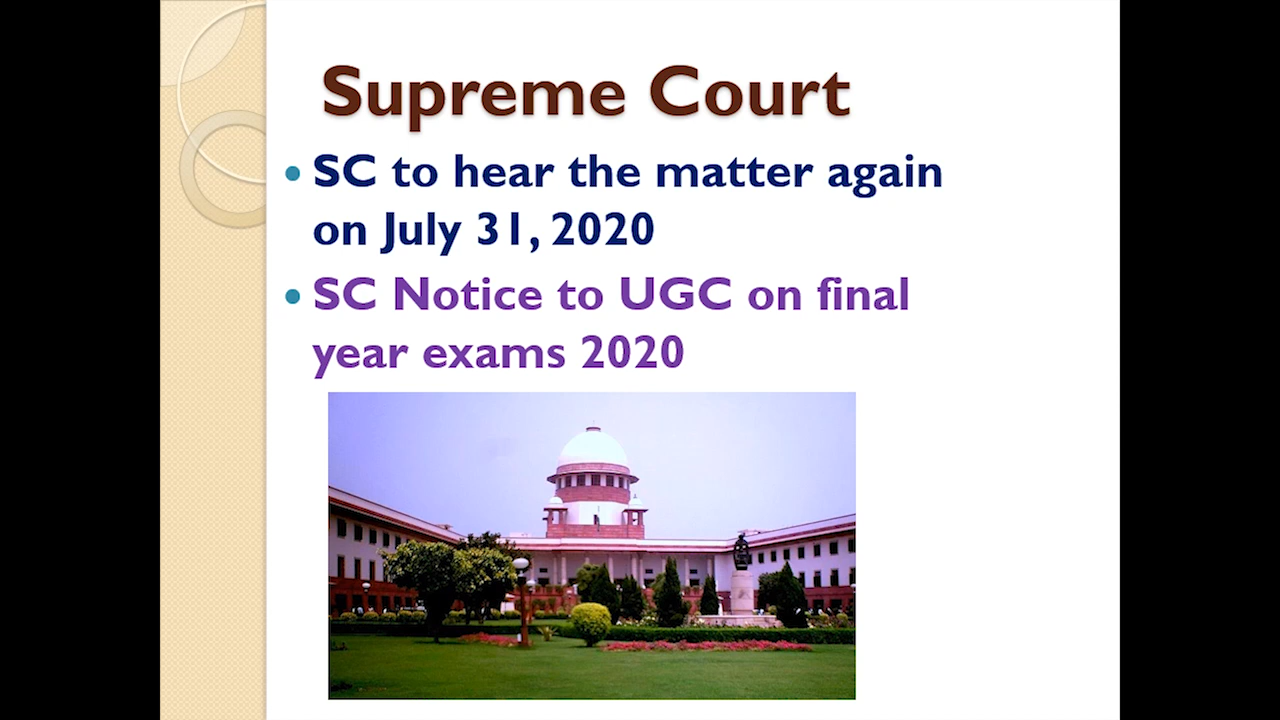 Supreme Court
SC to hear the matter again
on July 31, 2020
SC Notice to UGC on final
year exams 2020